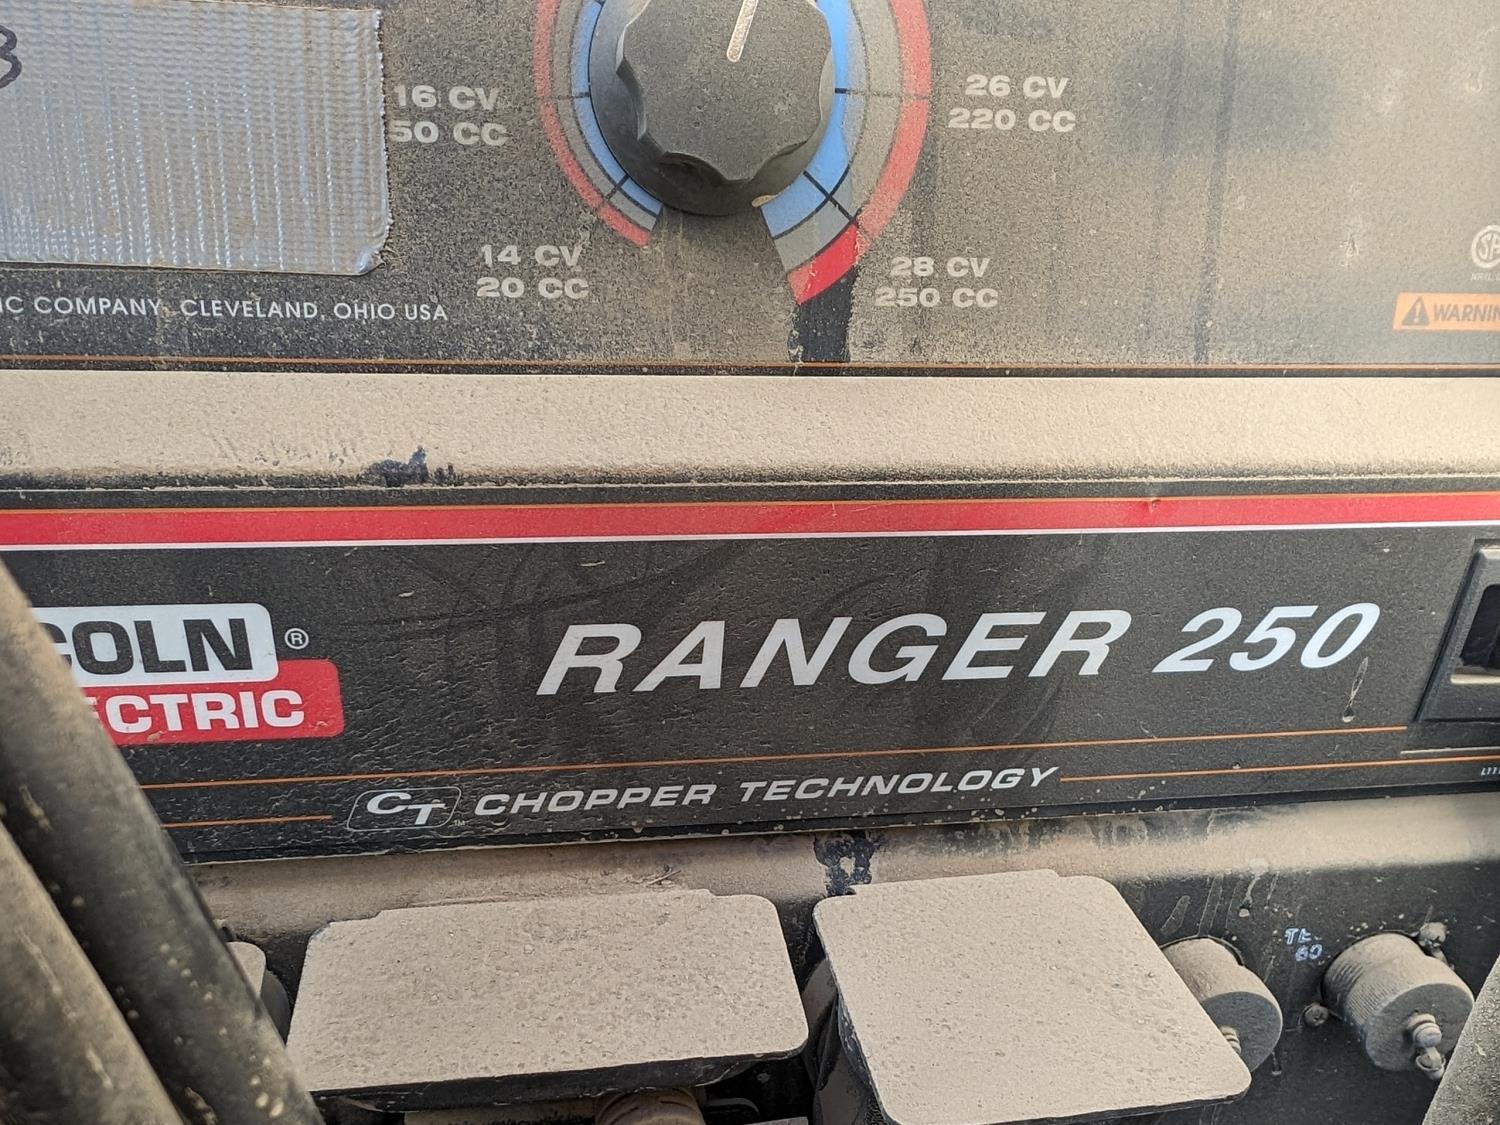 16 CV
50 CC
26 CV
220 CC
14 CV
20 CC
28 CV
250 CC
IC COMPANY, CLEVELAND, OHIO USA
WARNIN
COLN ®
ECTRIC
RANGER 250
CT™ CHOPPER TECHNOLOGY